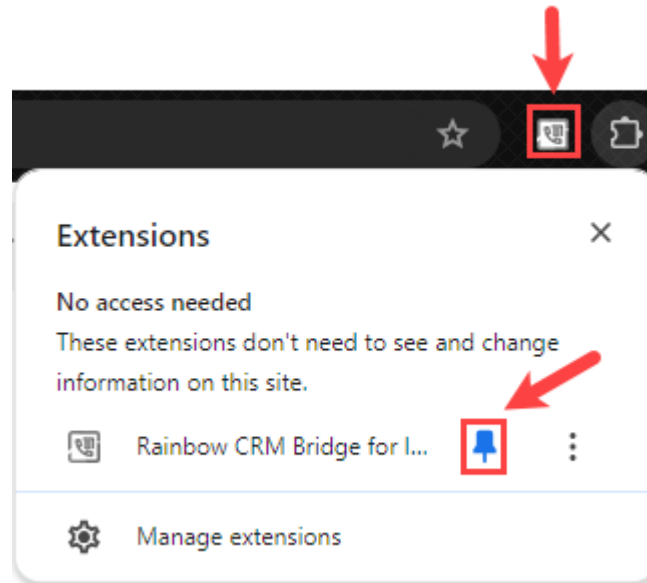 Extensions
No access needed
These extensions don't need to see and change
information on this site.
Rainbow CRM Bridge for I...
Manage extensions